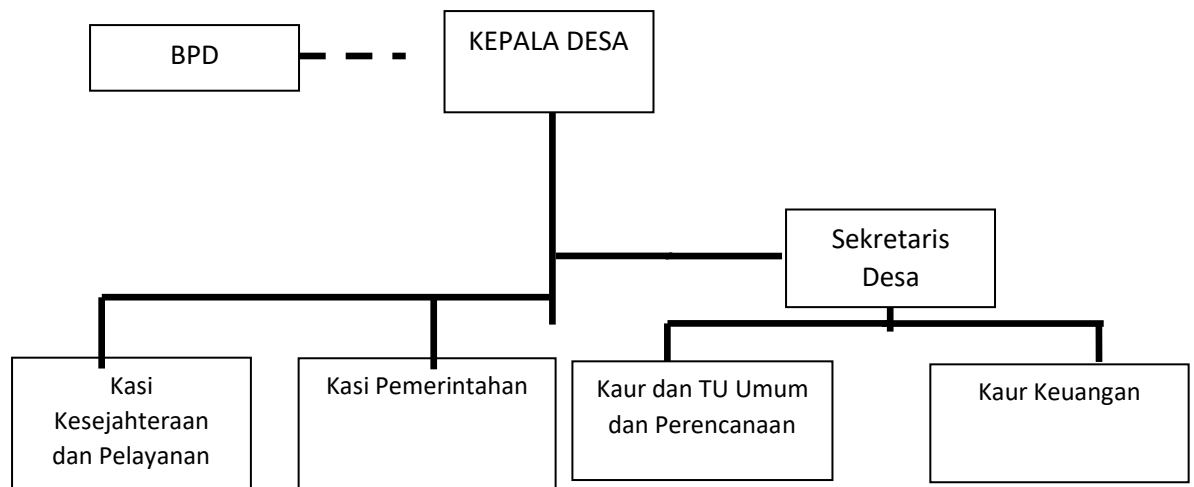 BPD
KEPALA DESA
Sekretaris
Desa
Kasi
Kesejahteraan
dan Pelayanan
Kasi Pemerintahan
Kaur dan TU Umum
dan Perencanaan
Kaur Keuangan